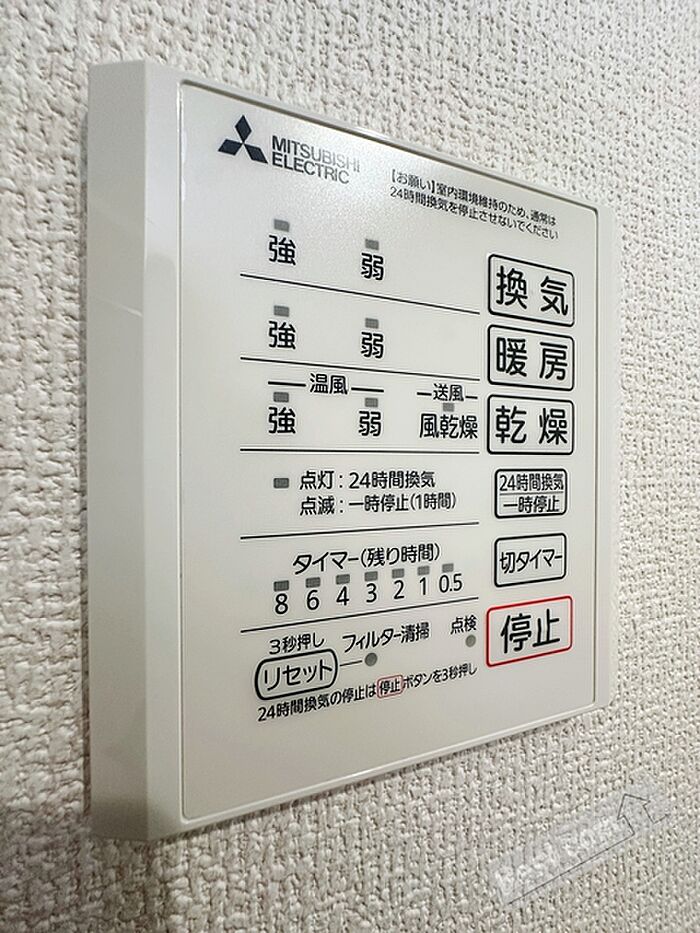 MITSUBISHI
ELECTRIC
【お願い】室内環境維持のため、通常は
24時間換気を停止させないでください
強 弱 換気
強 弱 暖房
温風 送風
強 弱 風乾燥 乾燥
点灯:24時間換気
点滅:一時停止(1時間)
24時間換気
一時停止
タイマー(残り時間)
8 6 4 3 2 1 0.5
切タイマー
3秒押し フィルター清掃 点検
リセット
停止
24時間換気の停止は停止ボタンを3秒押し